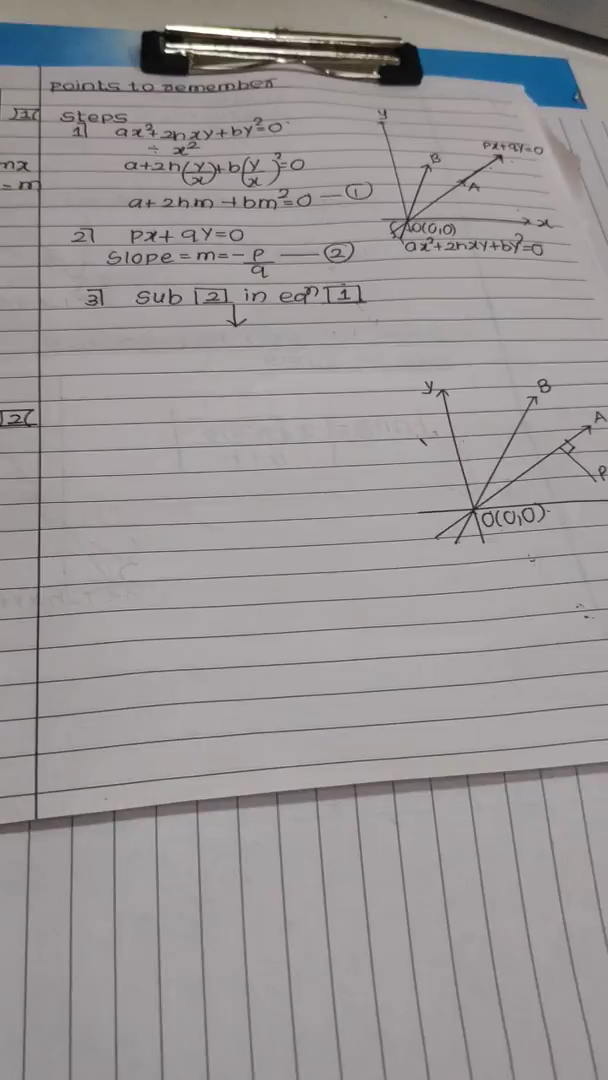 points to remember
]1[ Steps
1] ax²+2hxy+by²=0
÷ x²
nx
a+2h(y/x)+b(y/x)²=0
= m
a+2hm+bm²=0 — ①
2] px+qy=0
slope=m=-p/q — ②
3] sub [2] in eqⁿ [1]
↓
y
B
px+qy=0
A
O(0,0)
x
ax²+2hxy+by²=0
]2[
y
B
A
P
O(0,0)